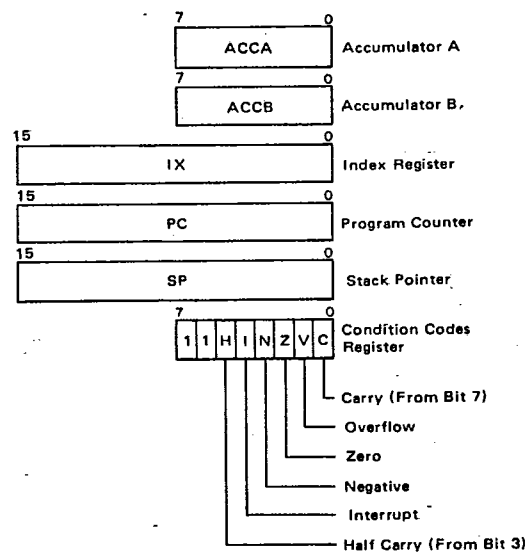 7 0
ACCA Accumulator A
7 0
ACCB Accumulator B
15 0
IX Index Register
15 0
PC Program Counter
15 0
SP Stack Pointer
7 0
1 1 H I N Z V C Condition Codes
Register
Carry (From Bit 7)
Overflow
Zero
Negative
Interrupt
Half Carry (From Bit 3)